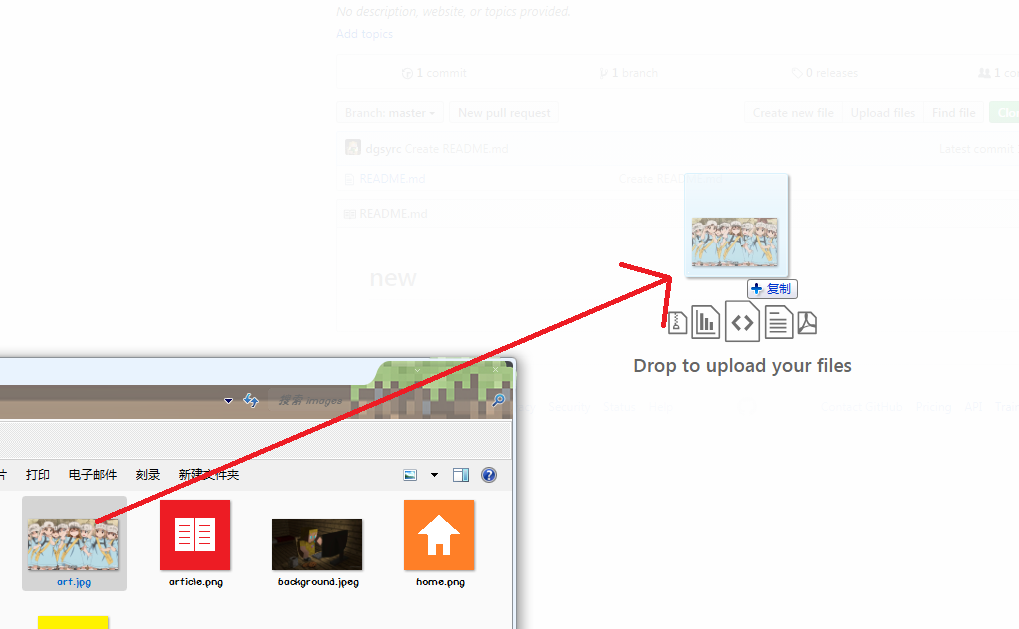 No description, website, or topics provided.
Add topics
1 commit
1 branch
0 releases
1 co
Branch: master
New pull request
Create new file
Upload files
Find file
Clo
dgsyrc Create README.md
Latest commit
README.md
README.md
new
复制
Drop to upload your files
搜索 images
片
打印
电子邮件
刻录
新建文件夹
art.jpg
article.png
background.jpeg
home.png